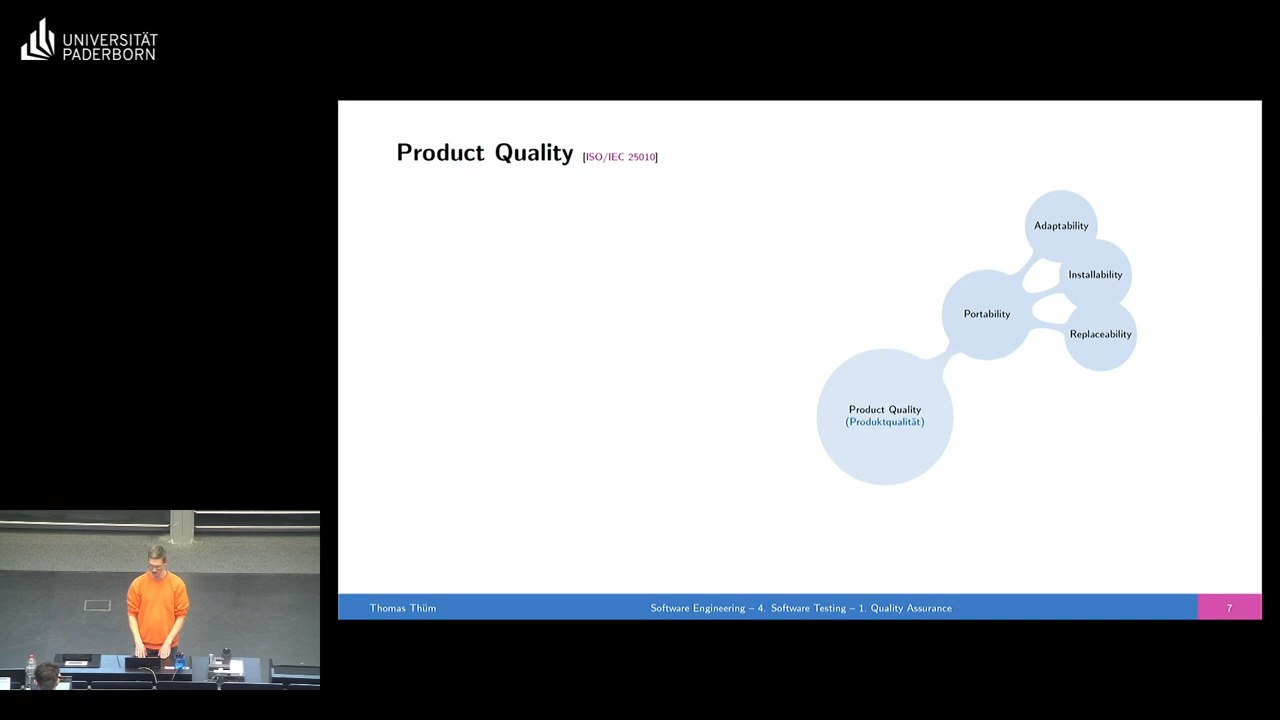 UNIVERSITÄT
PADERBORN
Product Quality [ISO/IEC 25010]
Adaptability
Installability
Portability
Replaceability
Product Quality
(Produktqualität)
Thomas Thüm
Software Engineering – 4. Software Testing – 1. Quality Assurance
7